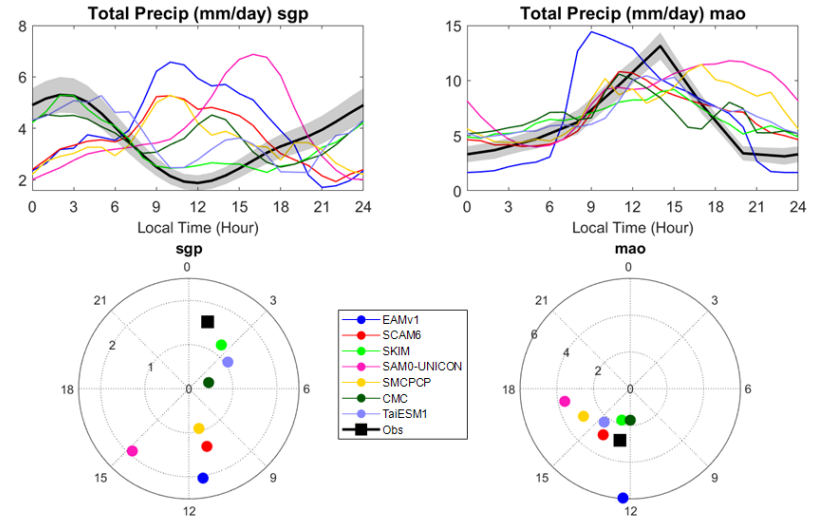 Total Precip (mm/day) sgp
8
6
4
2
0 3 6 9 12 15 18 21 24
Local Time (Hour)
Total Precip (mm/day) mao
15
10
5
0
0 3 6 9 12 15 18 21 24
Local Time (Hour)
sgp
0
21 3
2
1
18 0 6
15 9
12
EAMv1
SCAM6
SKIM
SAM0-UNICON
SMCPCP
CMC
TaiESM1
Obs
mao
0
21 3
6
4
2
18 0 6
15 9
12